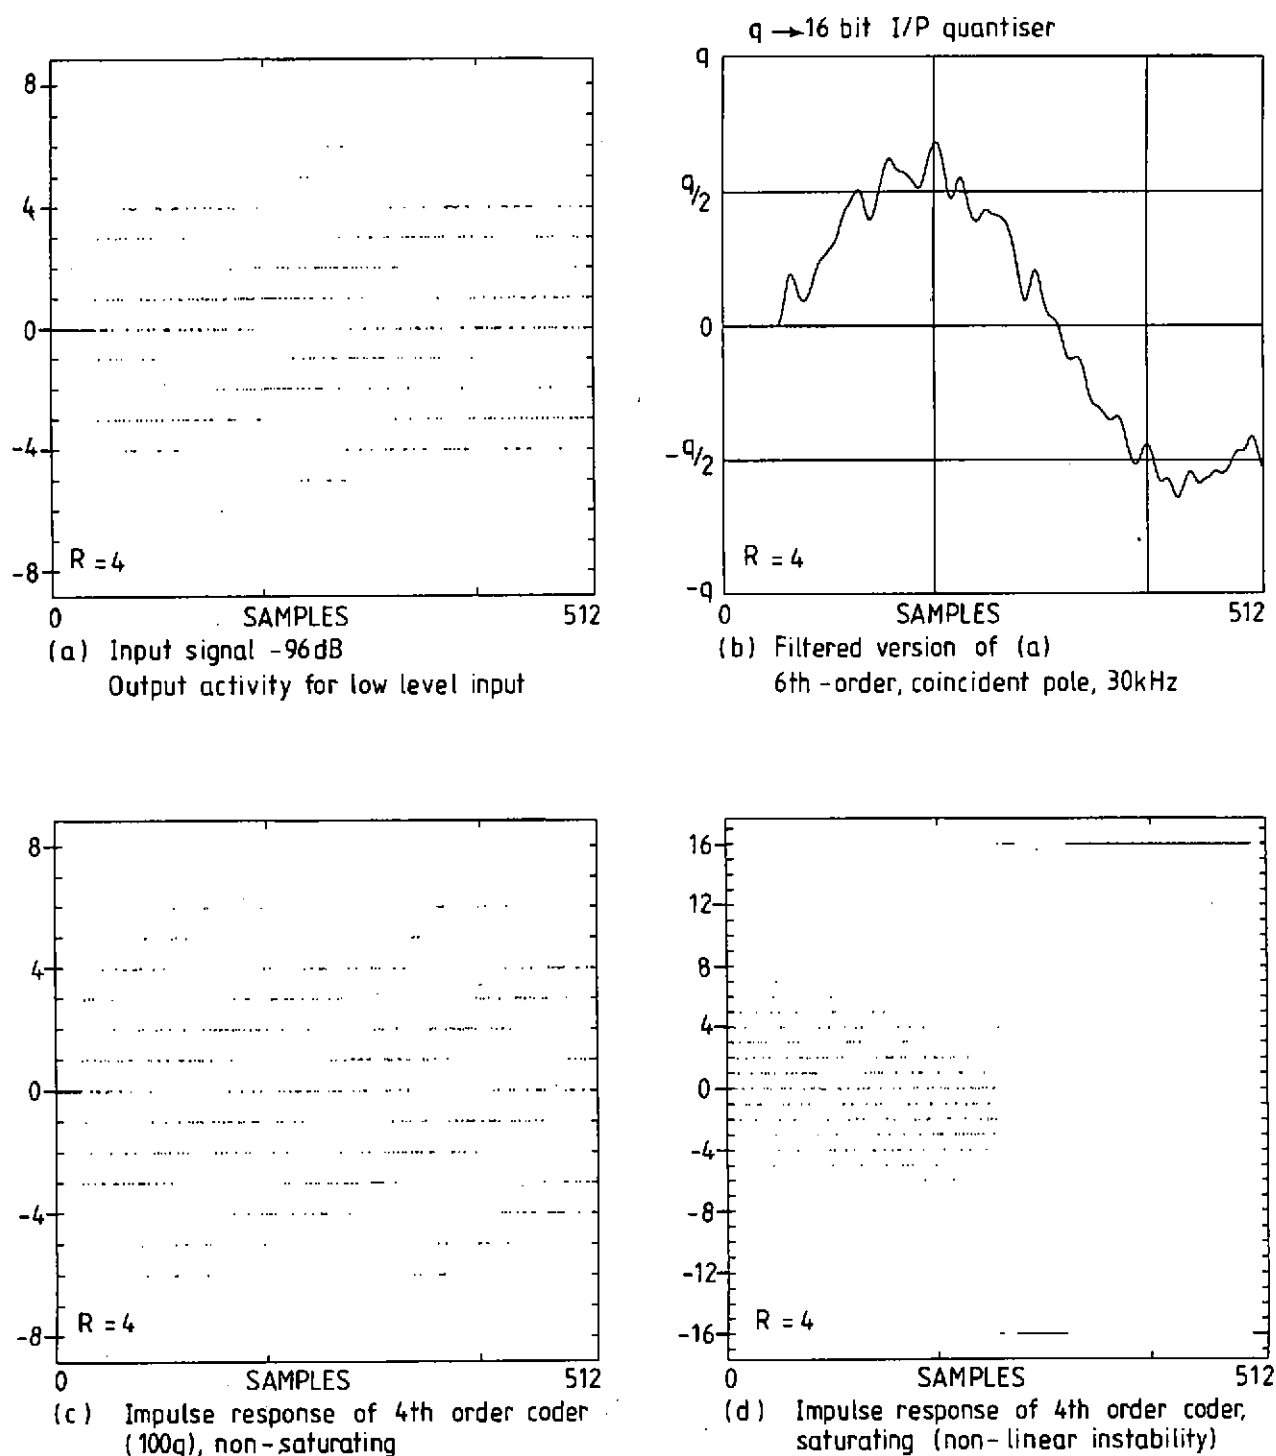 q → 16 bit I/P quantiser
8
4
0
-4
-8
R = 4
0 SAMPLES 512
(a) Input signal -96dB
Output activity for low level input
q
q/2
0
-q/2
-q
R = 4
0 SAMPLES 512
(b) Filtered version of (a)
6th-order, coincident pole, 30kHz
8
4
0
-4
-8
R = 4
0 SAMPLES 512
(c) Impulse response of 4th order coder
(100q), non-saturating
16
12
8
4
0
-4
-8
-12
-16
R = 4
0 SAMPLES 512
(d) Impulse response of 4th order coder,
saturating (non-linear instability)